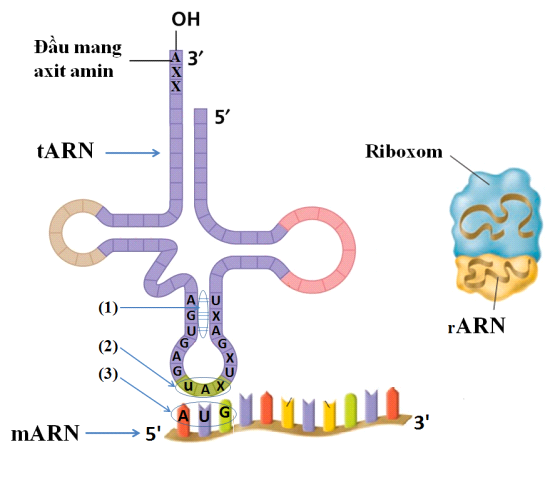 OH
Đầu mang
axit amin
A
X
X
3'
5'
tARN
Riboxom
rARN
(1)
A U
G X
U A
G G
A X
G U
U A X
(2)
(3)
A U G
mARN
5'
3'